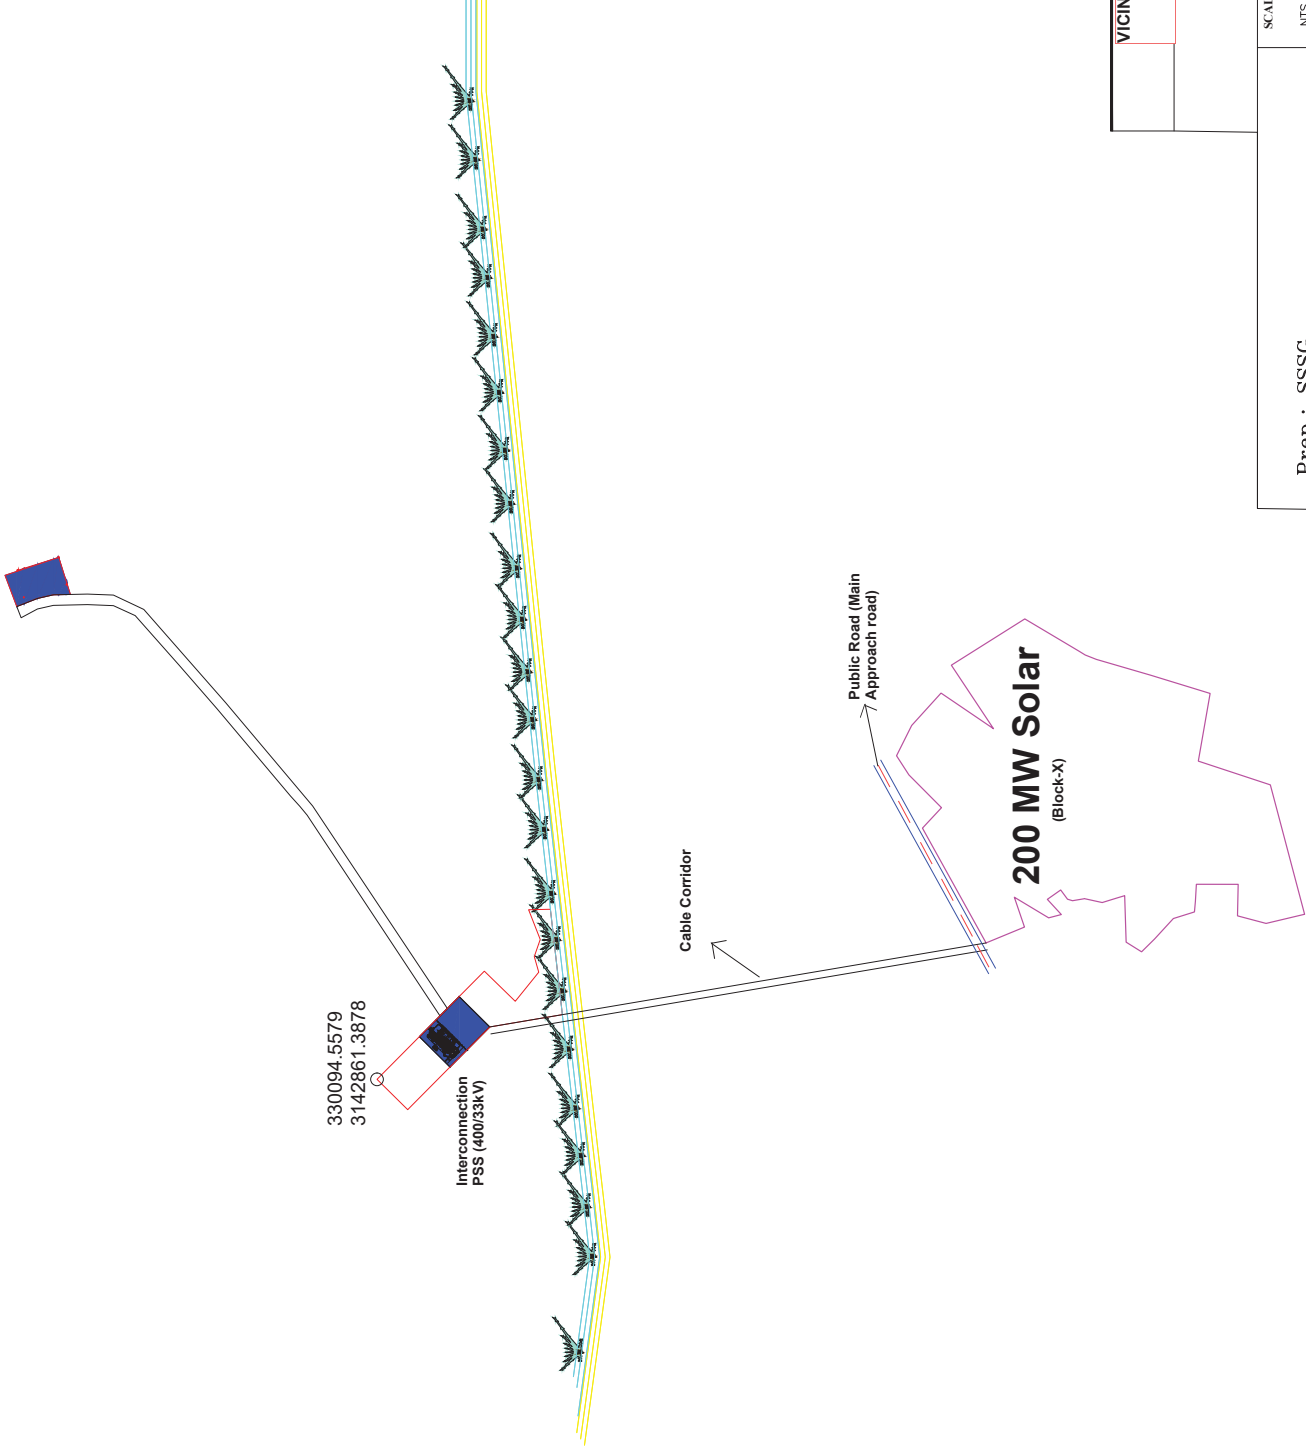 VICIN
SCAL
NTS
Prep : SSSG
Public Road (Main
Approach road)
200 MW Solar
(Block-X)
Cable Corridor
330094.5579
3142861.3878
Interconnection
PSS (400/33kV)